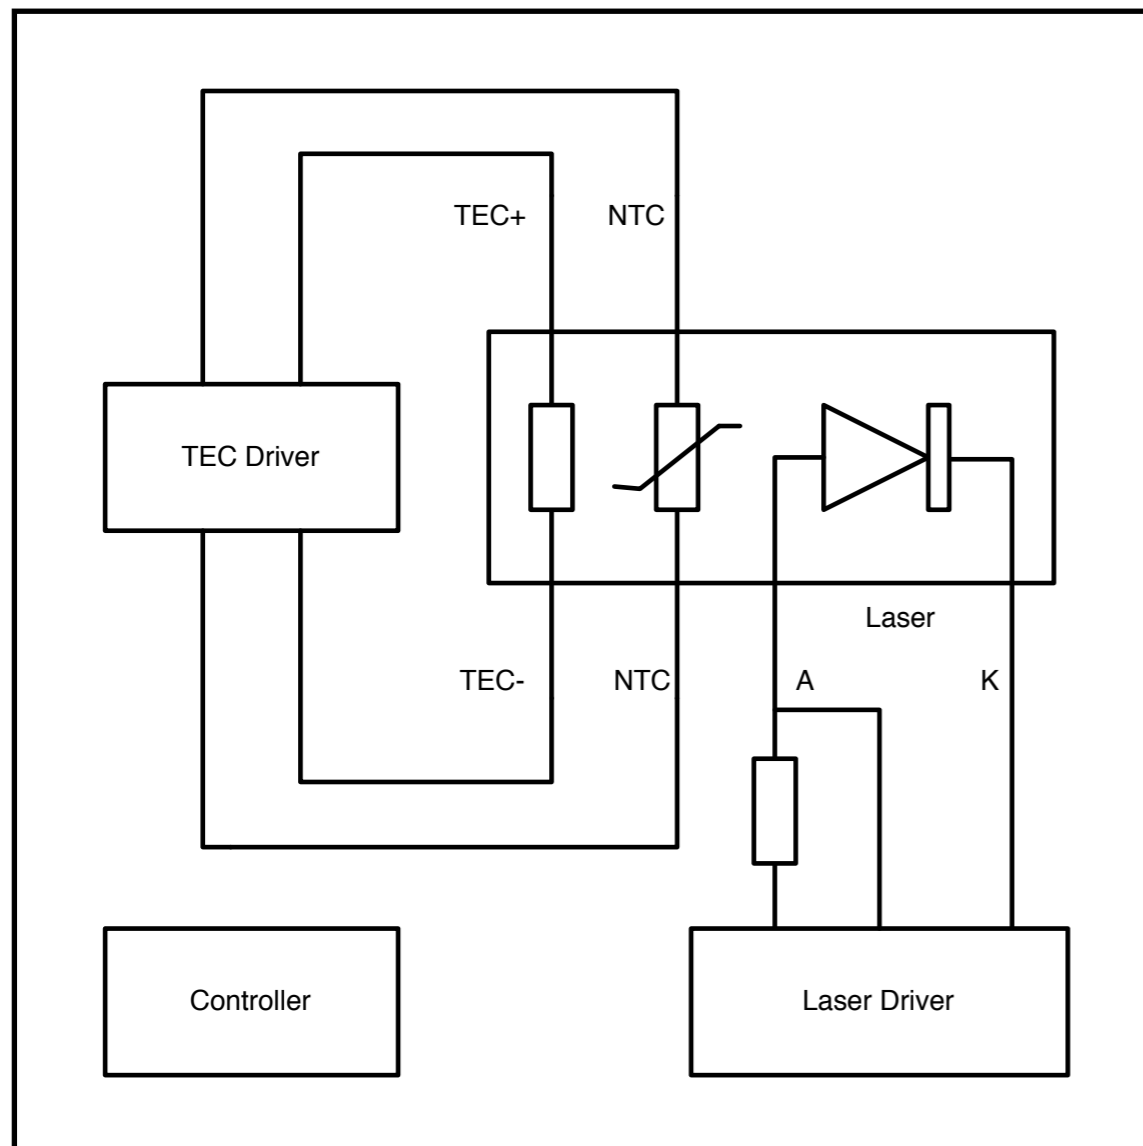 TEC+
NTC
TEC Driver
Laser
TEC-
NTC
A
K
Controller
Laser Driver